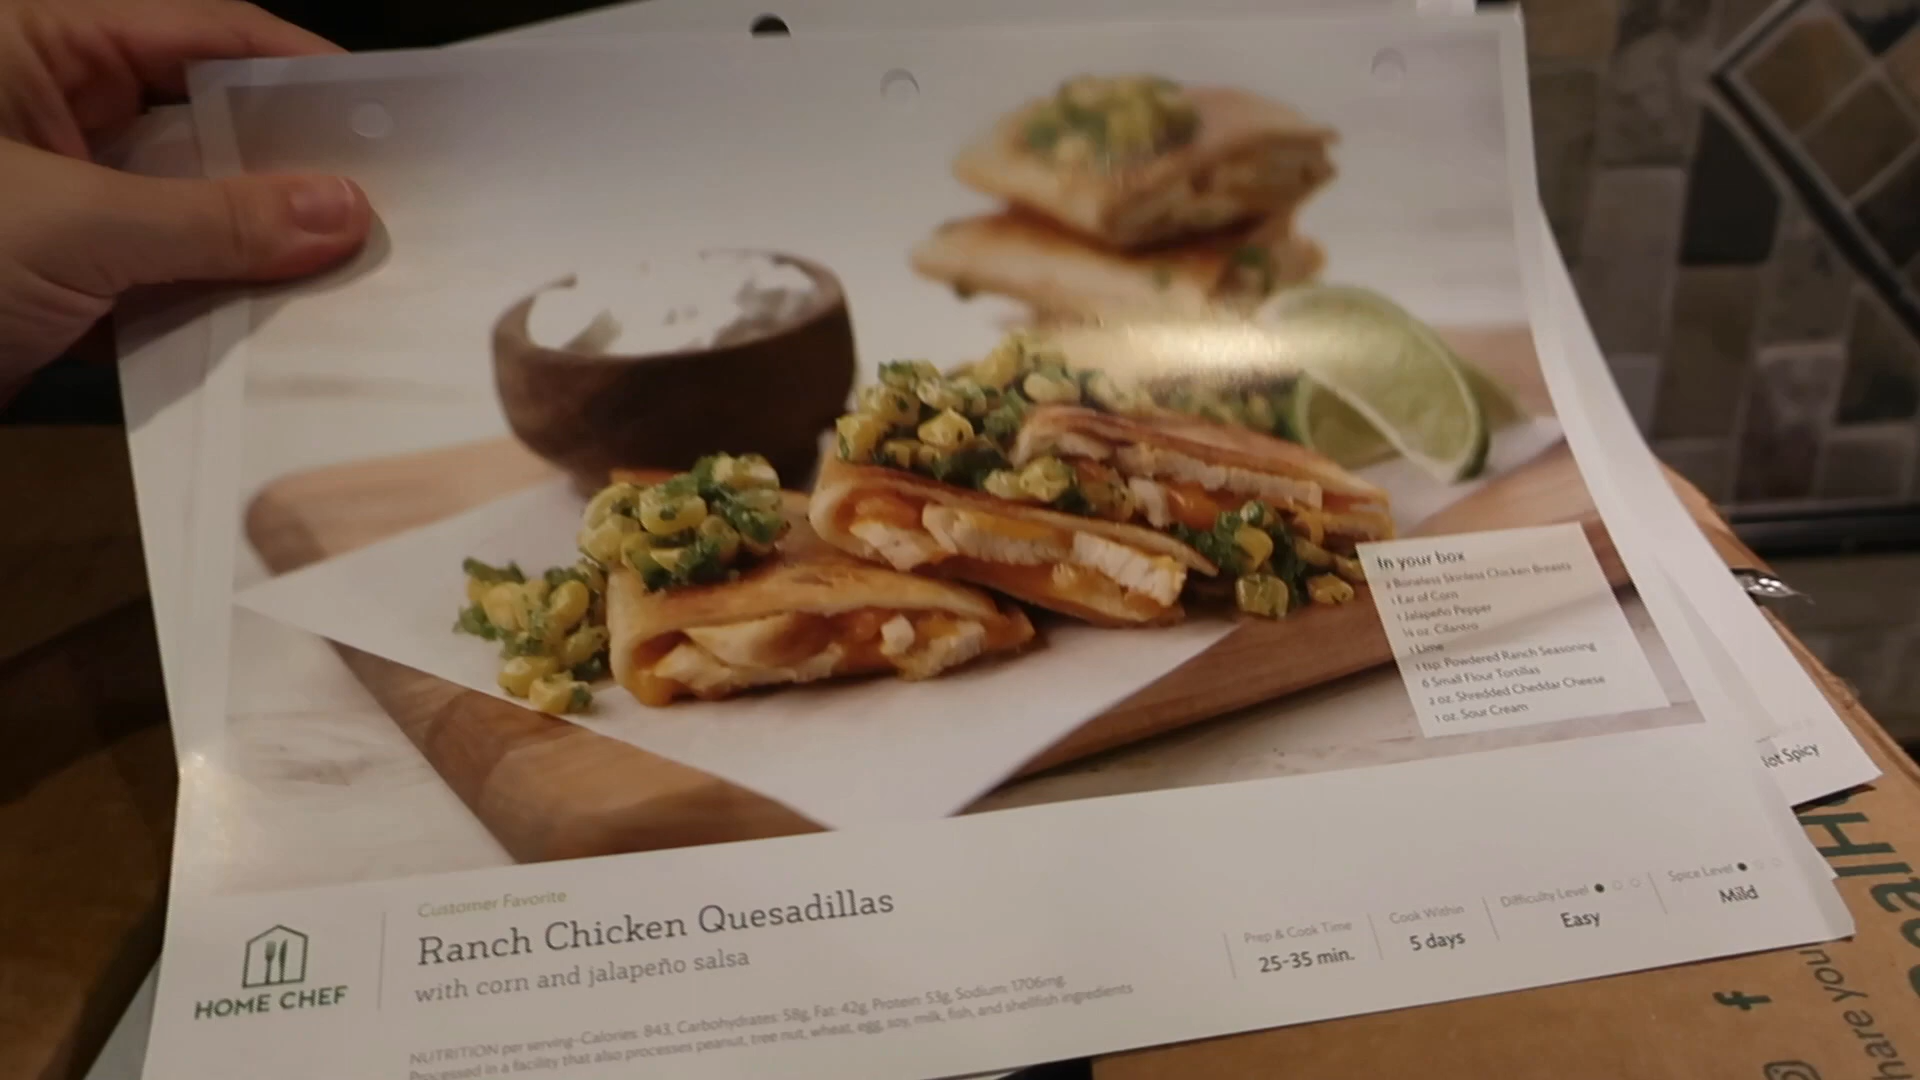 In your box
2 Boneless Skinless Chicken Breasts
1 Ear of Corn
1 Jalapeño Pepper
¼ oz. Cilantro
1 Lime
1 tsp. Powdered Ranch Seasoning
6 Small Flour Tortillas
2 oz. Shredded Cheddar Cheese
1 oz. Sour Cream
ot Spicy
Customer Favorite
Ranch Chicken Quesadillas
with corn and jalapeño salsa
HOME CHEF
Prep & Cook Time
25-35 min.
Cook Within
5 days
Difficulty Level
Easy
Spice Level
Mild
NUTRITION per serving–Calories: 843, Carbohydrates: 58g, Fat: 42g, Protein: 53g, Sodium: 1706mg.
Processed in a facility that also processes peanut, tree nut, wheat, egg, soy, milk, fish, and shellfish ingredients
hare you
f